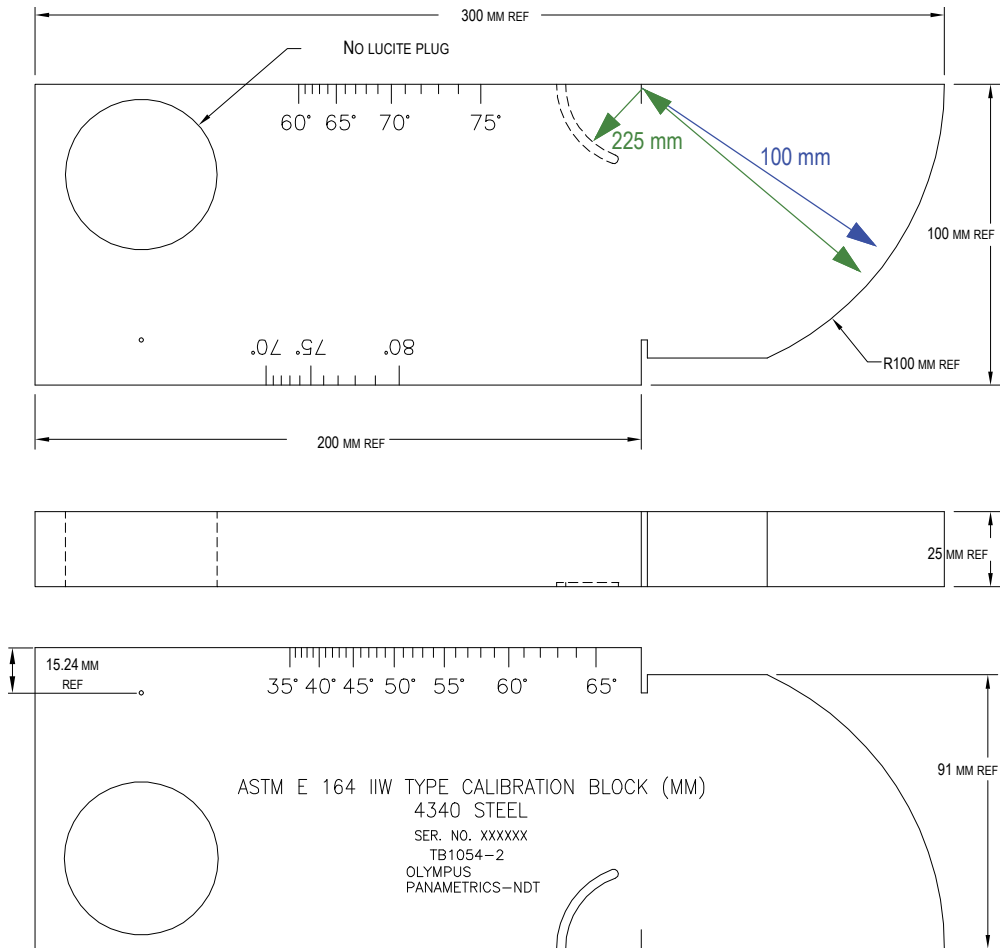 300 MM REF
NO LUCITE PLUG
60° 65° 70° 75°
225 mm
100 mm
100 MM REF
70° 75° 80°
R100 MM REF
200 MM REF
25 MM REF
15.24 MM
REF
35° 40° 45° 50° 55° 60° 65°
91 MM REF
ASTM E 164 IIW TYPE CALIBRATION BLOCK (MM)
4340 STEEL
SER. NO. XXXXXX
TB1054-2
OLYMPUS
PANAMETRICS-NDT